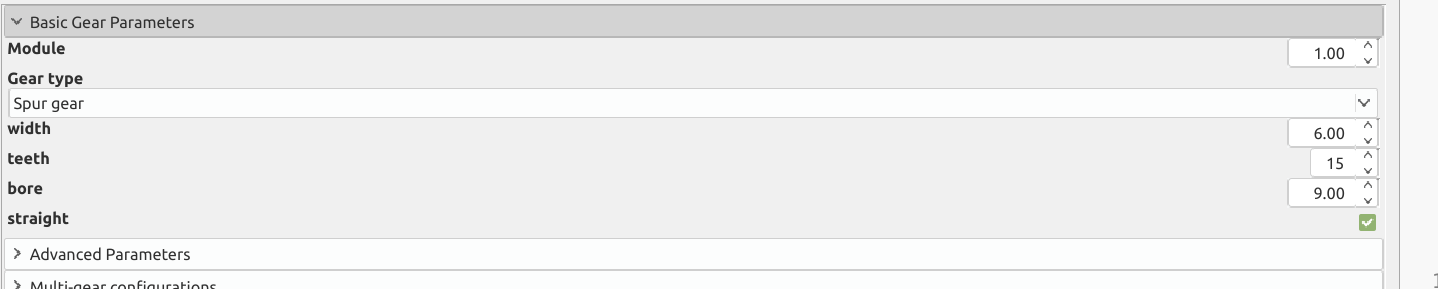 Basic Gear Parameters
Module 1.00
Gear type
Spur gear
width 6.00
teeth 15
bore 9.00
straight
Advanced Parameters
Multi-gear configurations